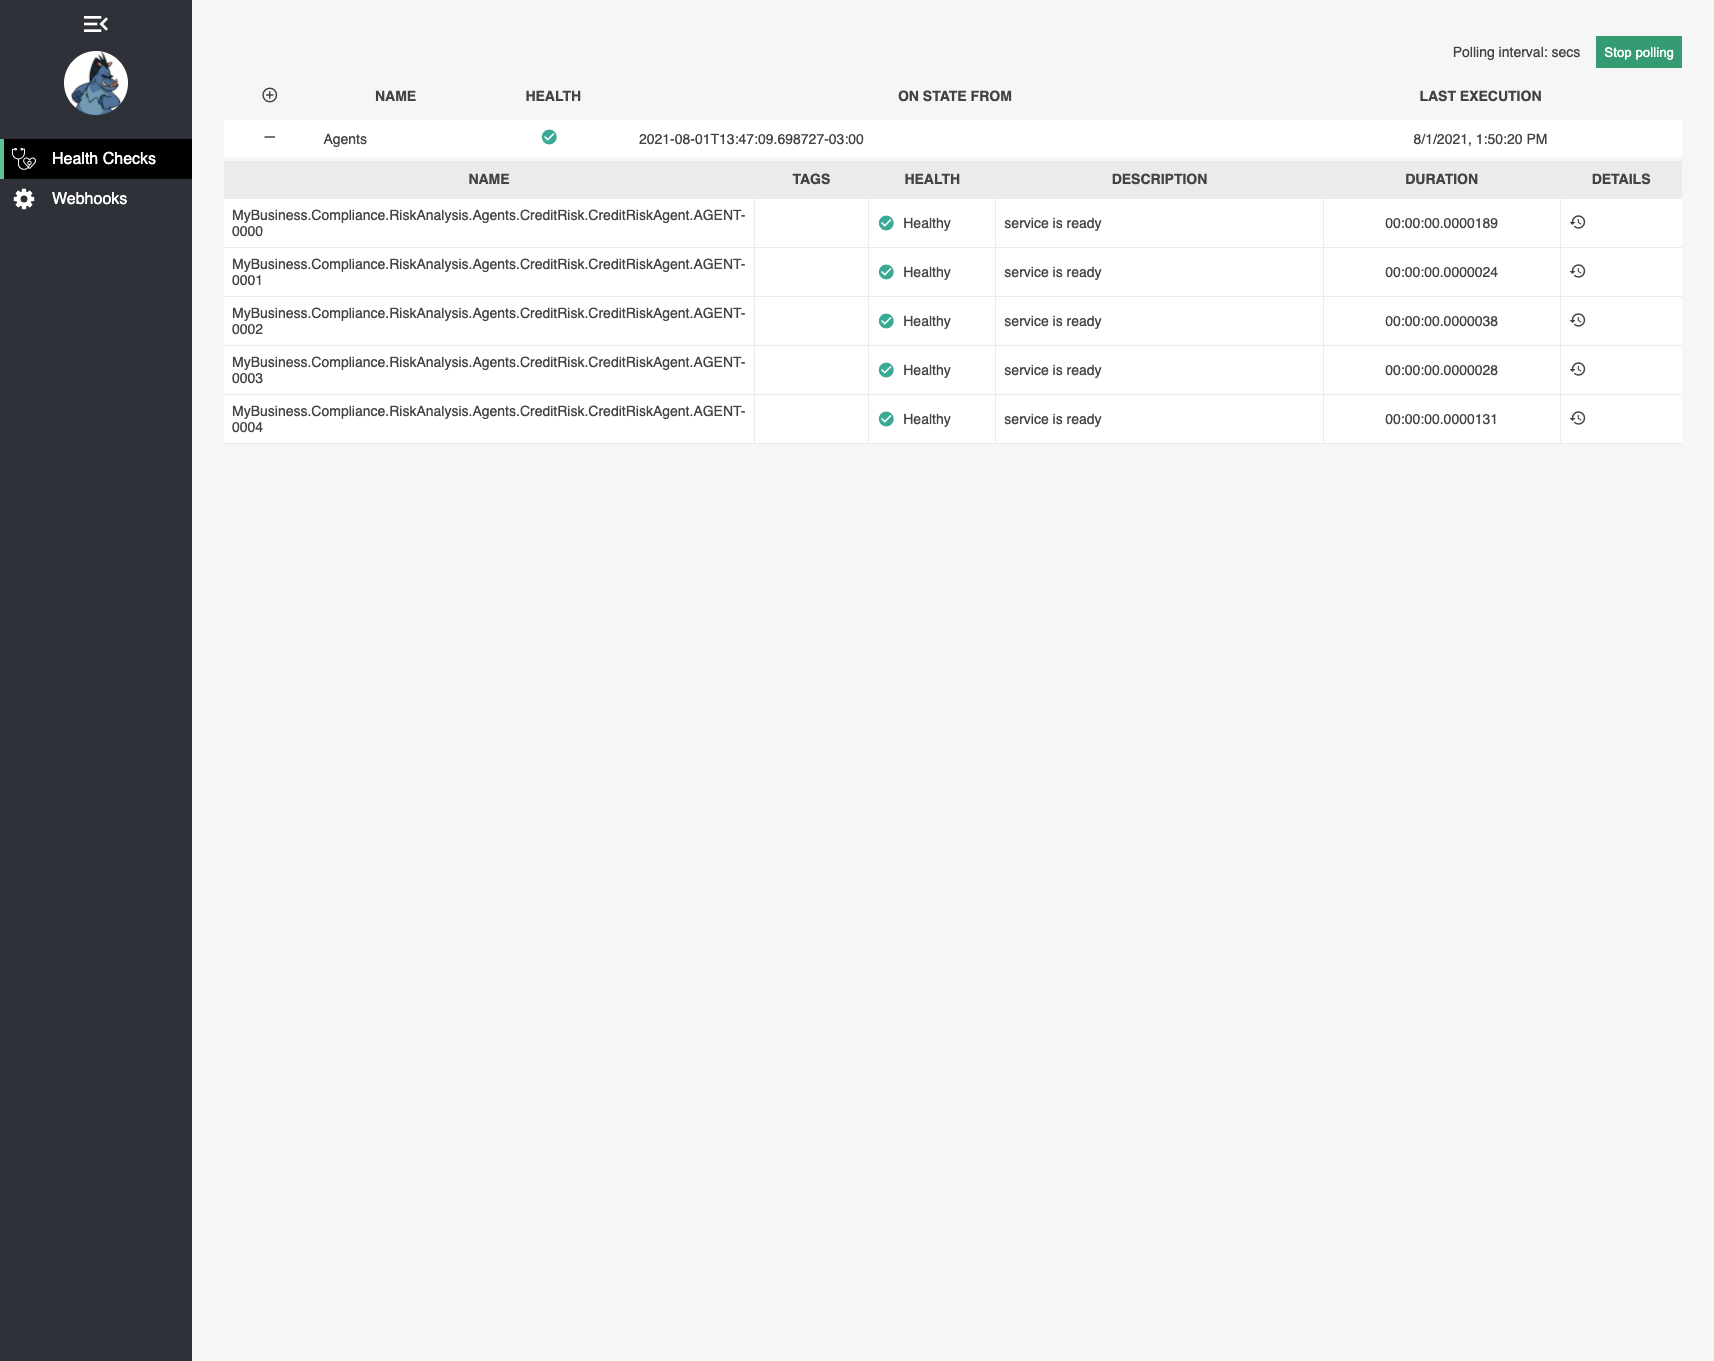 Polling interval: secs
Stop polling
NAME HEALTH ON STATE FROM LAST EXECUTION
Agents 2021-08-01T13:47:09.698727-03:00 8/1/2021, 1:50:20 PM
Health Checks
Webhooks
NAME TAGS HEALTH DESCRIPTION DURATION DETAILS
MyBusiness.Compliance.RiskAnalysis.Agents.CreditRisk.CreditRiskAgent.AGENT-
0000
Healthy service is ready 00:00:00.0000189
MyBusiness.Compliance.RiskAnalysis.Agents.CreditRisk.CreditRiskAgent.AGENT-
0001
Healthy service is ready 00:00:00.0000024
MyBusiness.Compliance.RiskAnalysis.Agents.CreditRisk.CreditRiskAgent.AGENT-
0002
Healthy service is ready 00:00:00.0000038
MyBusiness.Compliance.RiskAnalysis.Agents.CreditRisk.CreditRiskAgent.AGENT-
0003
Healthy service is ready 00:00:00.0000028
MyBusiness.Compliance.RiskAnalysis.Agents.CreditRisk.CreditRiskAgent.AGENT-
0004
Healthy service is ready 00:00:00.0000131